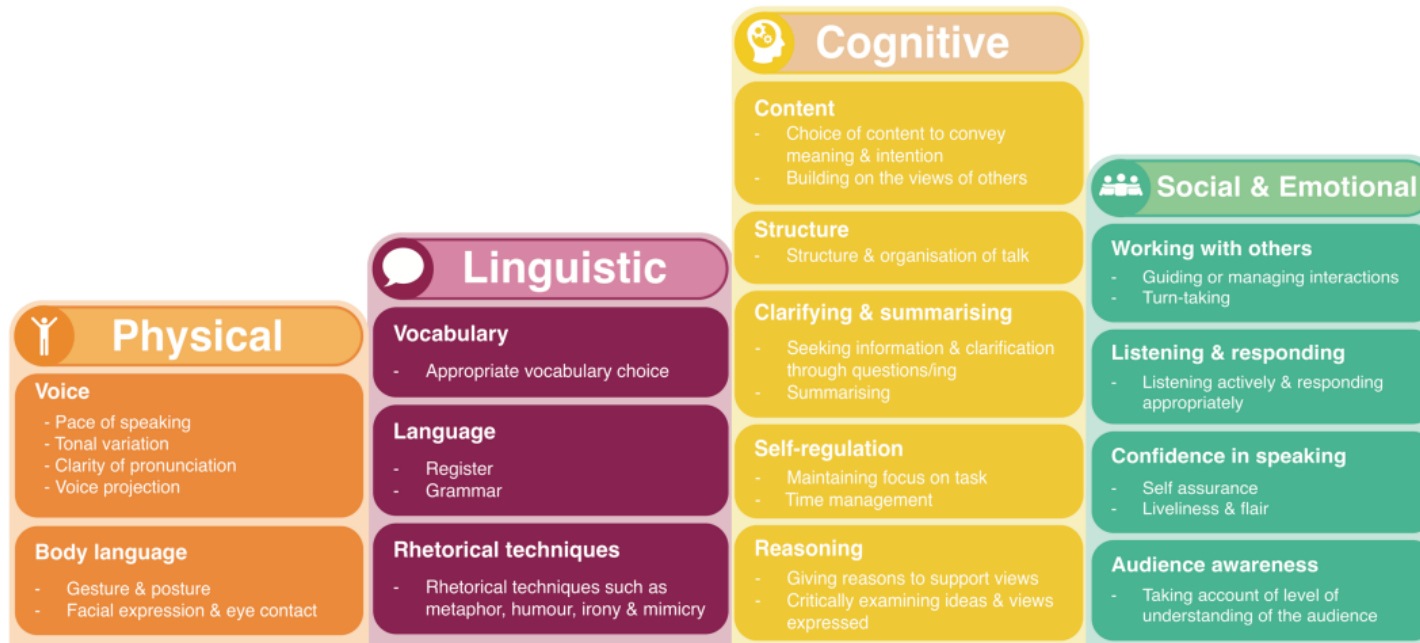 Physical
Voice
- Pace of speaking
- Tonal variation
- Clarity of pronunciation
- Voice projection
Body language
- Gesture & posture
- Facial expression & eye contact
Linguistic
Vocabulary
- Appropriate vocabulary choice
Language
- Register
- Grammar
Rhetorical techniques
- Rhetorical techniques such as
metaphor, humour, irony & mimicry
Cognitive
Content
- Choice of content to convey
meaning & intention
- Building on the views of others
Structure
- Structure & organisation of talk
Clarifying & summarising
- Seeking information & clarification
through questions/ing
- Summarising
Self-regulation
- Maintaining focus on task
- Time management
Reasoning
- Giving reasons to support views
- Critically examining ideas & views
expressed
Social & Emotional
Working with others
- Guiding or managing interactions
- Turn-taking
Listening & responding
- Listening actively & responding
appropriately
Confidence in speaking
- Self assurance
- Liveliness & flair
Audience awareness
- Taking account of level of
understanding of the audience